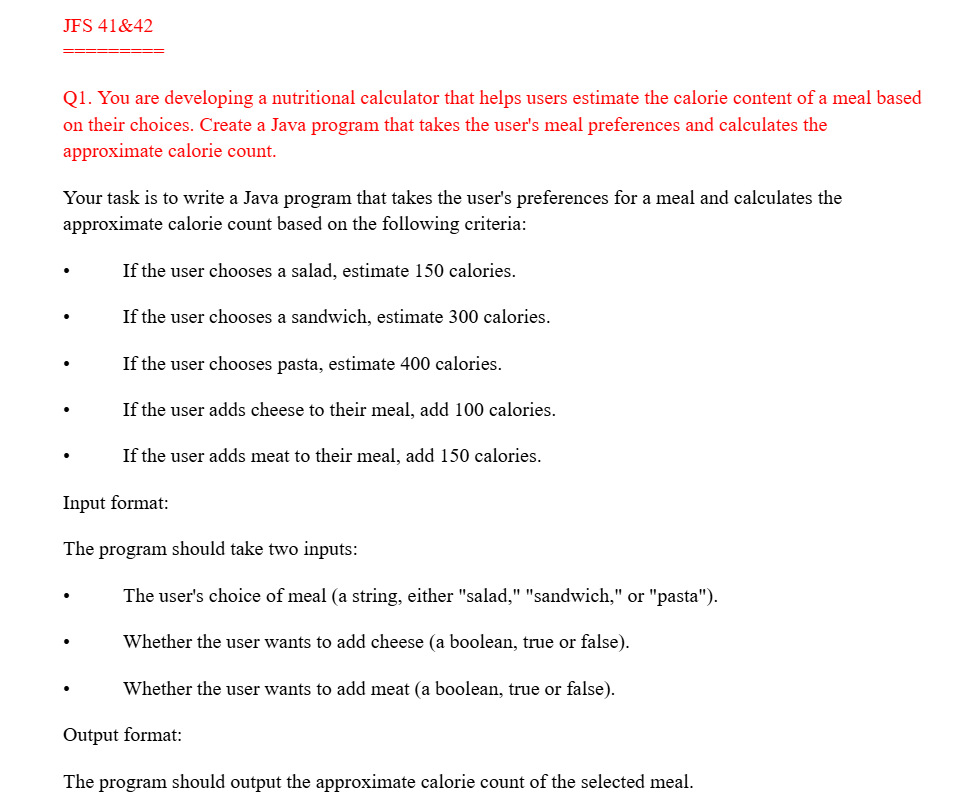 JFS 41&42
=========
Q1. You are developing a nutritional calculator that helps users estimate the calorie content of a meal based
on their choices. Create a Java program that takes the user's meal preferences and calculates the
approximate calorie count.
Your task is to write a Java program that takes the user's preferences for a meal and calculates the
approximate calorie count based on the following criteria:
• If the user chooses a salad, estimate 150 calories.
• If the user chooses a sandwich, estimate 300 calories.
• If the user chooses pasta, estimate 400 calories.
• If the user adds cheese to their meal, add 100 calories.
• If the user adds meat to their meal, add 150 calories.
Input format:
The program should take two inputs:
• The user's choice of meal (a string, either "salad," "sandwich," or "pasta").
• Whether the user wants to add cheese (a boolean, true or false).
• Whether the user wants to add meat (a boolean, true or false).
Output format:
The program should output the approximate calorie count of the selected meal.